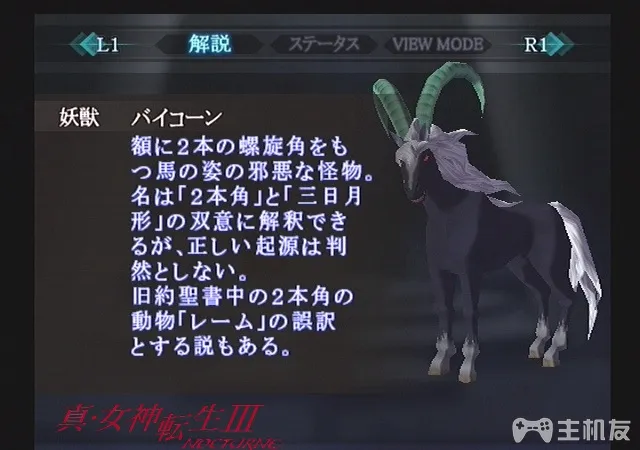 L1 解説 ステータス VIEW MODE R1
妖獣 バイコーン
額に2本の螺旋角をも
つ馬の姿の邪悪な怪物。
名は「2本角」と「三日月
形」の双意に解釈でき
るが、正しい起源は判
然としない。
旧約聖書中の2本角の
動物「レーム」の誤訳
とする説もある。
真・女神転生III
NOCTURNE
主机友